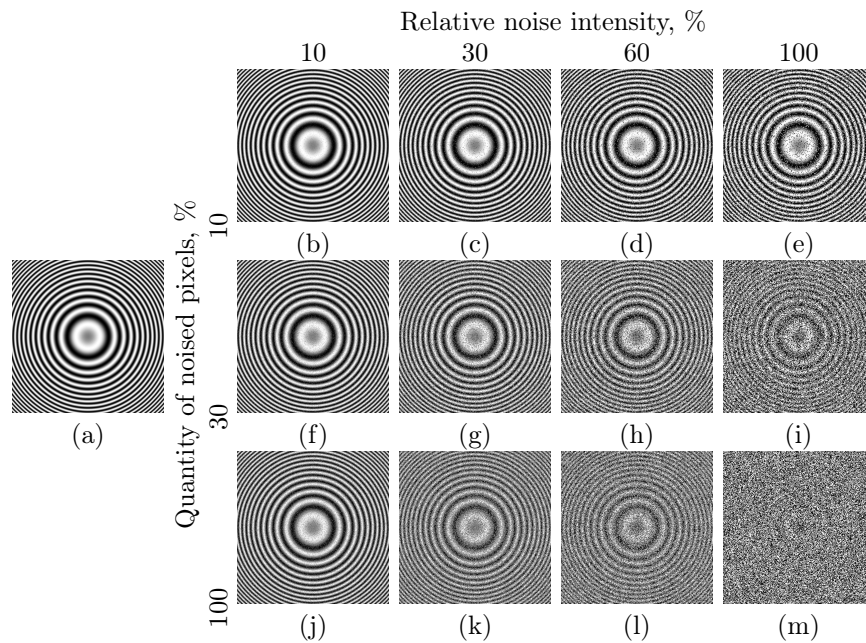 Relative noise intensity, %
10 30 60 100
Quantity of noised pixels, %
10
(b) (c) (d) (e)
(a)
30
(f) (g) (h) (i)
100
(j) (k) (l) (m)